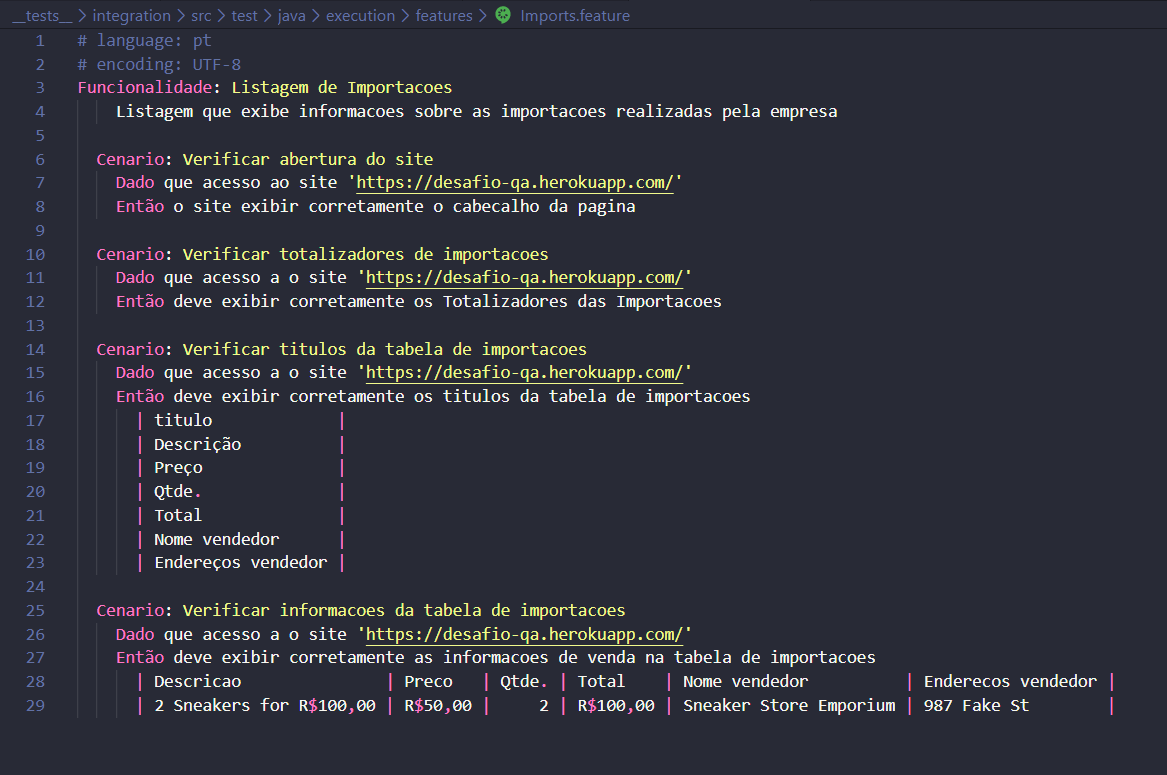 __tests__ > integration > src > test > java > execution > features > Imports.feature
1 # language: pt
2 # encoding: UTF-8
3 Funcionalidade: Listagem de Importacoes
4 Listagem que exibe informacoes sobre as importacoes realizadas pela empresa
5
6 Cenario: Verificar abertura do site
7 Dado que acesso ao site 'https://desafio-qa.herokuapp.com/'
8 Então o site exibir corretamente o cabecalho da pagina
9
10 Cenario: Verificar totalizadores de importacoes
11 Dado que acesso a o site 'https://desafio-qa.herokuapp.com/'
12 Então deve exibir corretamente os Totalizadores das Importacoes
13
14 Cenario: Verificar titulos da tabela de importacoes
15 Dado que acesso a o site 'https://desafio-qa.herokuapp.com/'
16 Então deve exibir corretamente os titulos da tabela de importacoes
17 | titulo |
18 | Descrição |
19 | Preço |
20 | Qtde. |
21 | Total |
22 | Nome vendedor |
23 | Endereços vendedor |
24
25 Cenario: Verificar informacoes da tabela de importacoes
26 Dado que acesso a o site 'https://desafio-qa.herokuapp.com/'
27 Então deve exibir corretamente as informacoes de venda na tabela de importacoes
28 | Descricao | Preco | Qtde. | Total | Nome vendedor | Enderecos vendedor |
29 | 2 Sneakers for R$100,00 | R$50,00 | 2 | R$100,00 | Sneaker Store Emporium | 987 Fake St |